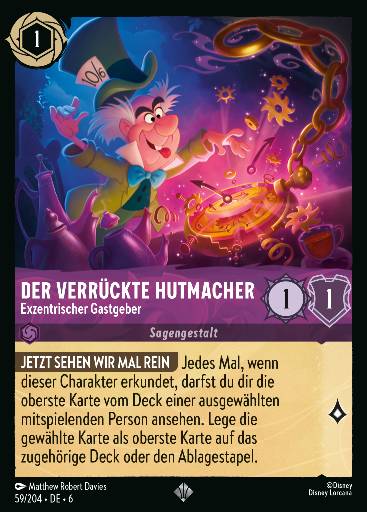 1
10/6
DER VERRÜCKTE HUTMACHER
Exzentrischer Gastgeber
1
1
Sagengestalt
JETZT SEHEN WIR MAL REIN Jedes Mal, wenn
dieser Charakter erkundet, darfst du dir die
oberste Karte vom Deck einer ausgewählten
mitspielenden Person ansehen. Lege die
gewählte Karte als oberste Karte auf das
zugehörige Deck oder den Ablagestapel.
Matthew Robert Davies
59/204 • DE • 6
©Disney
Disney Lorcana